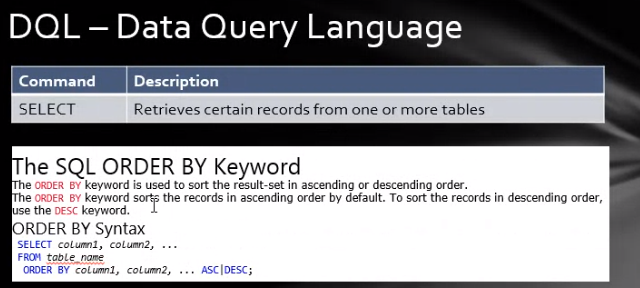 DQL – Data Query Language
Command Description
SELECT Retrieves certain records from one or more tables
The SQL ORDER BY Keyword
The ORDER BY keyword is used to sort the result-set in ascending or descending order.
The ORDER BY keyword sorts the records in ascending order by default. To sort the records in descending order,
use the DESC keyword.
ORDER BY Syntax
SELECT column1, column2, ...
FROM table_name
ORDER BY column1, column2, ... ASC|DESC;